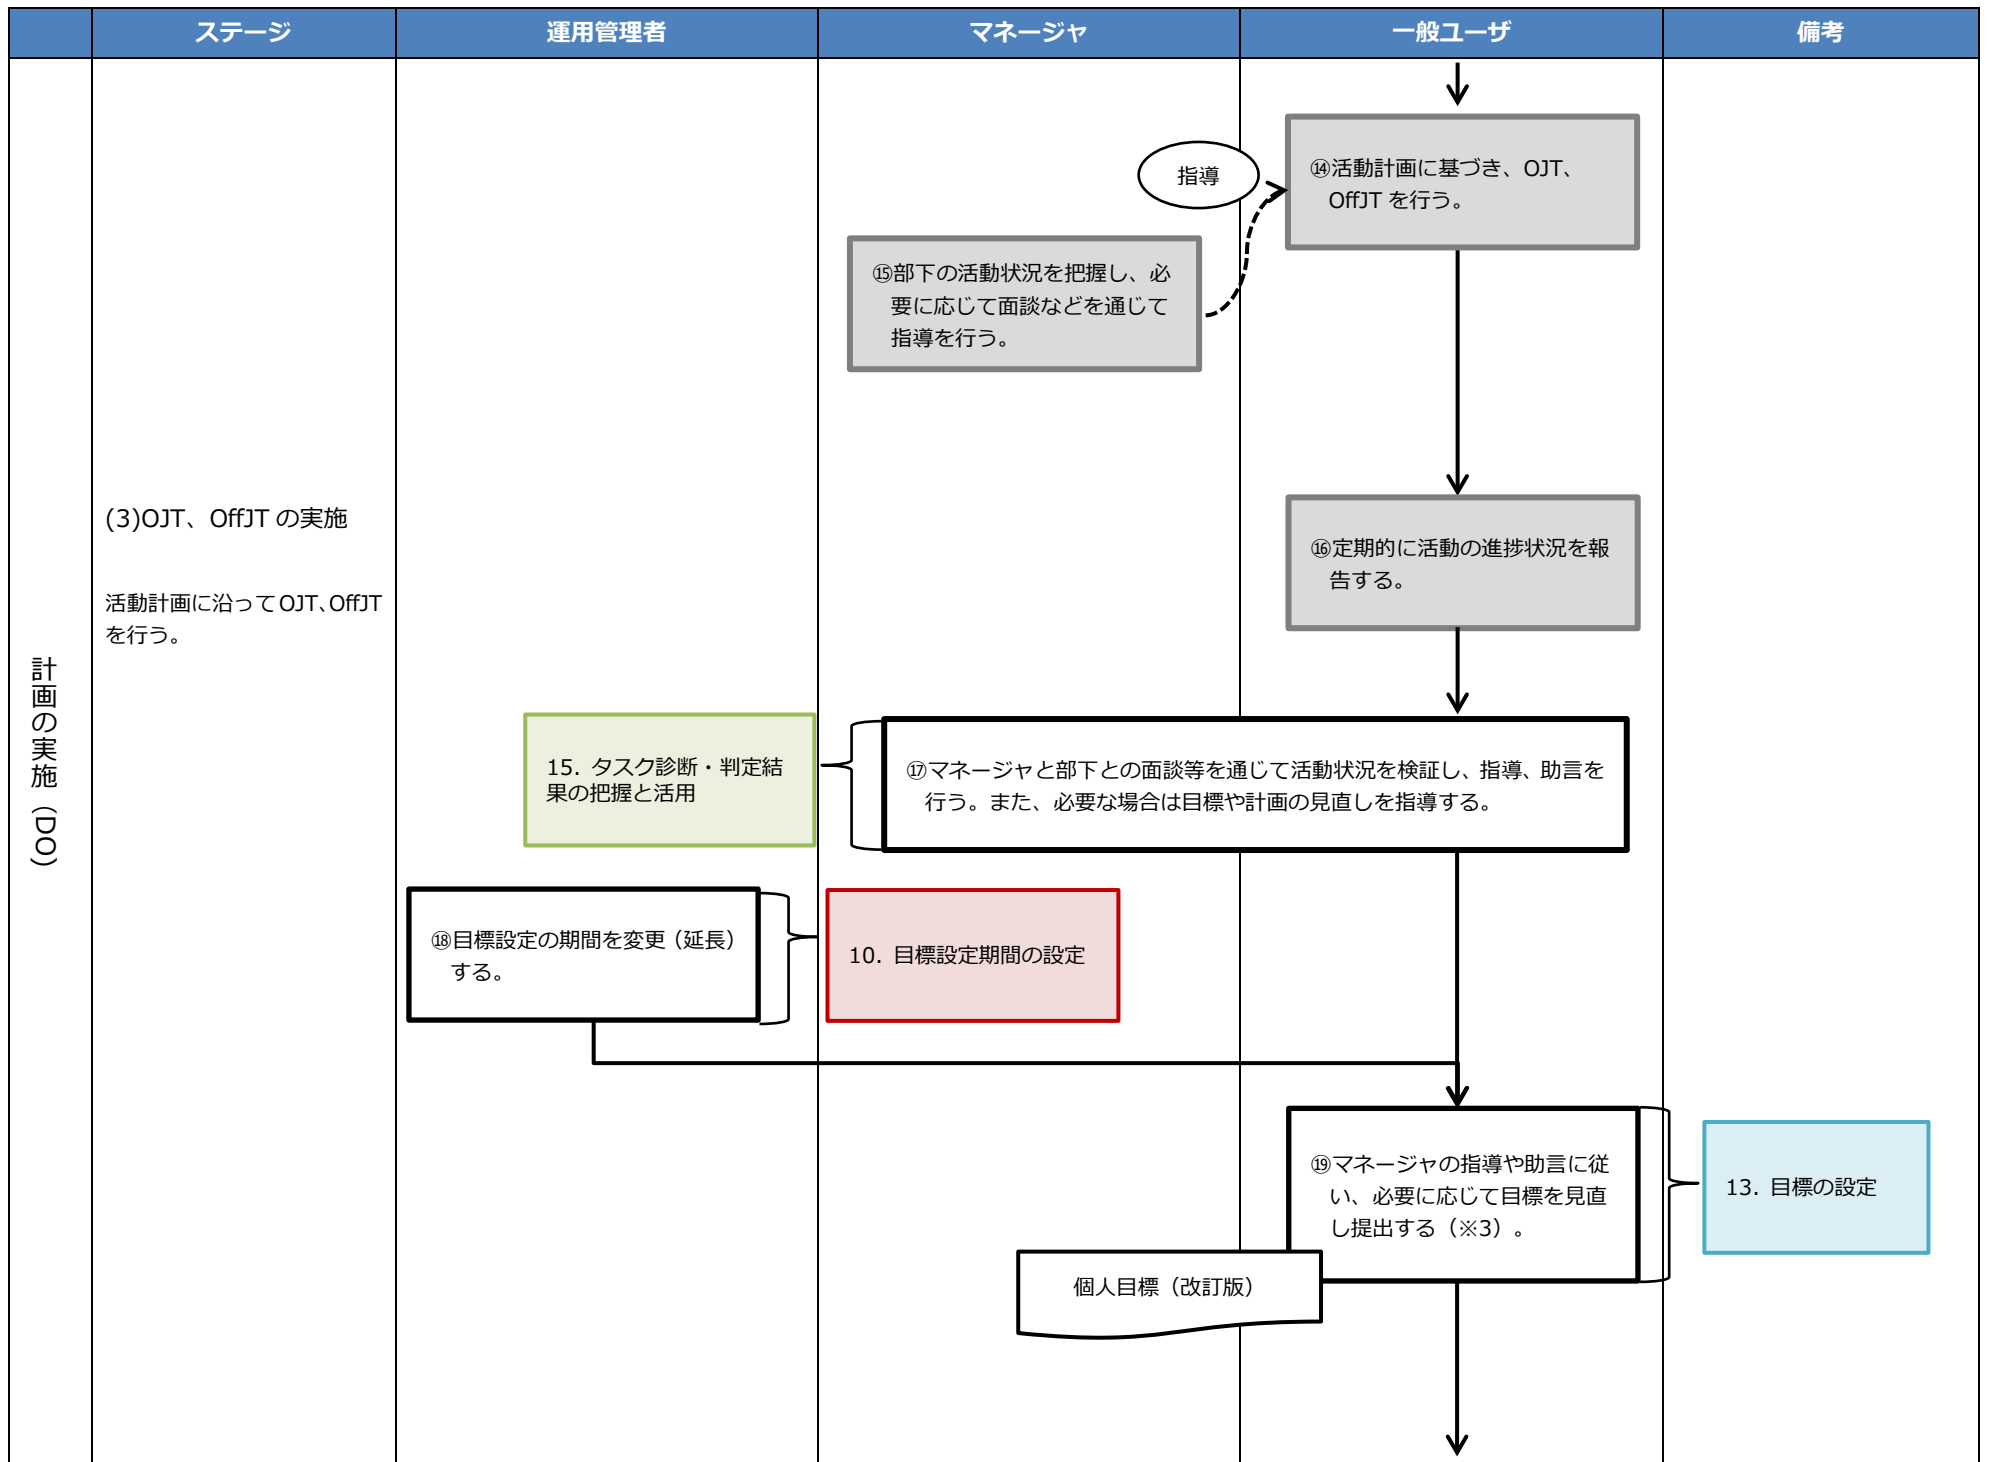 ステージ
運用管理者
マネージャ
一般ユーザ
備考
計画の実施（DO）
(3)OJT、OffJT の実施
活動計画に沿って OJT、OffJT
を行う。
⑭活動計画に基づき、OJT、
OffJT を行う。
指導
⑮部下の活動状況を把握し、必
要に応じて面談などを通じて
指導を行う。
⑯定期的に活動の進捗状況を報
告する。
15. タスク診断・判定結
果の把握と活用
⑰マネージャと部下との面談等を通じて活動状況を検証し、指導、助言を
行う。また、必要な場合は目標や計画の見直しを指導する。
⑱目標設定の期間を変更（延長）
する。
10. 目標設定期間の設定
⑲マネージャの指導や助言に従
い、必要に応じて目標を見直
し提出する（※3）。
13. 目標の設定
個人目標（改訂版）